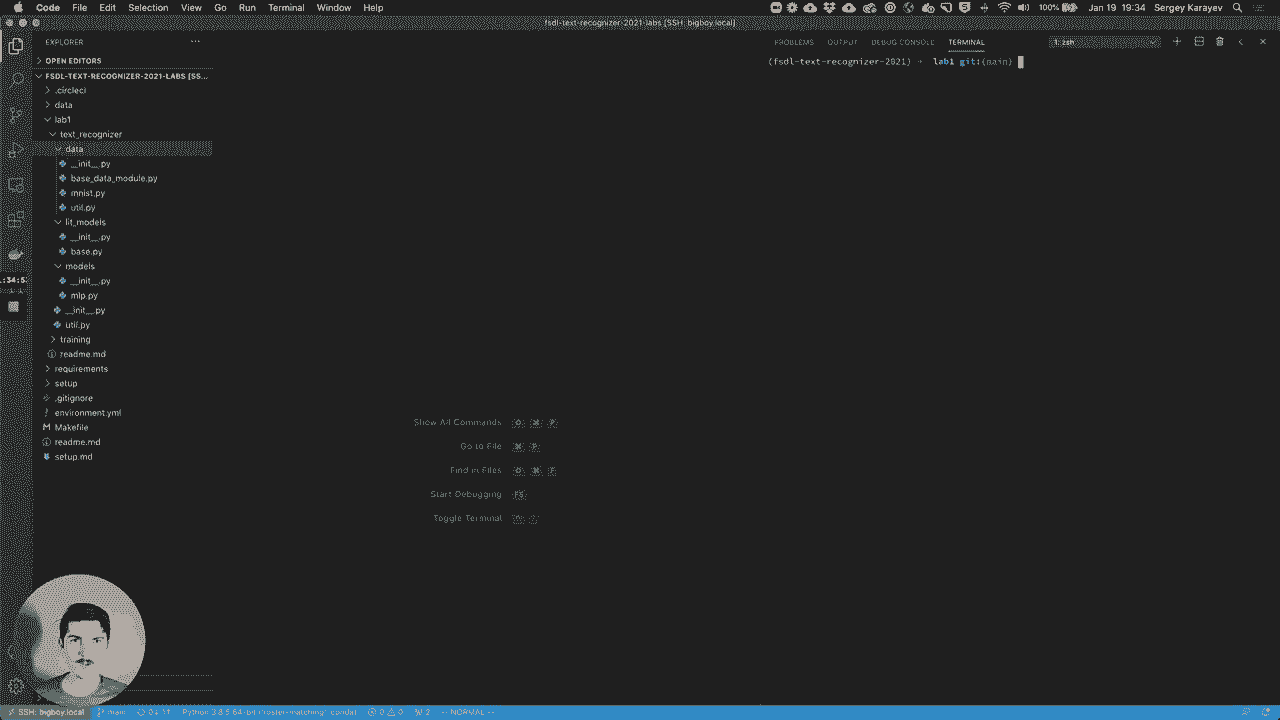 Code File Edit Selection View Go Run Terminal Window Help 100% Jan 19 19:34 Sergey Karayev
fsdl-text-recognizer-2021-labs [SSH: bigboy.local]
EXPLORER ···
OPEN EDITORS
FSDL-TEXT-RECOGNIZER-2021-LABS [SS...
.circleci
data
lab1
text_recognizer
data
__init__.py
base_data_module.py
mnist.py
util.py
lit_models
__init__.py
base.py
models
__init__.py
mlp.py
__init__.py
util.py
training
readme.md
requirements
setup
.gitignore
environment.yml
Makefile
readme.md
setup.md
PROBLEMS OUTPUT DEBUG CONSOLE TERMINAL 1: zsh
(fsdl-text-recognizer-2021) → lab1 git:(main)
Show All Commands
Go to File
Find in Files
Start Debugging F5
Toggle Terminal
SSH: bigboy.local main Python 3.8.5 64-bit 0 0 2 -- NORMAL --